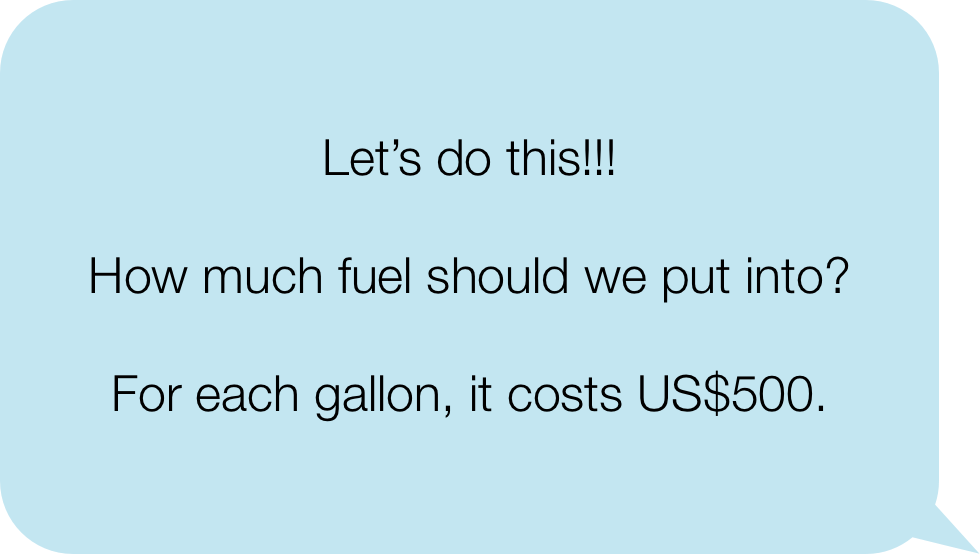 Let’s do this!!!
How much fuel should we put into?
For each gallon, it costs US$500.